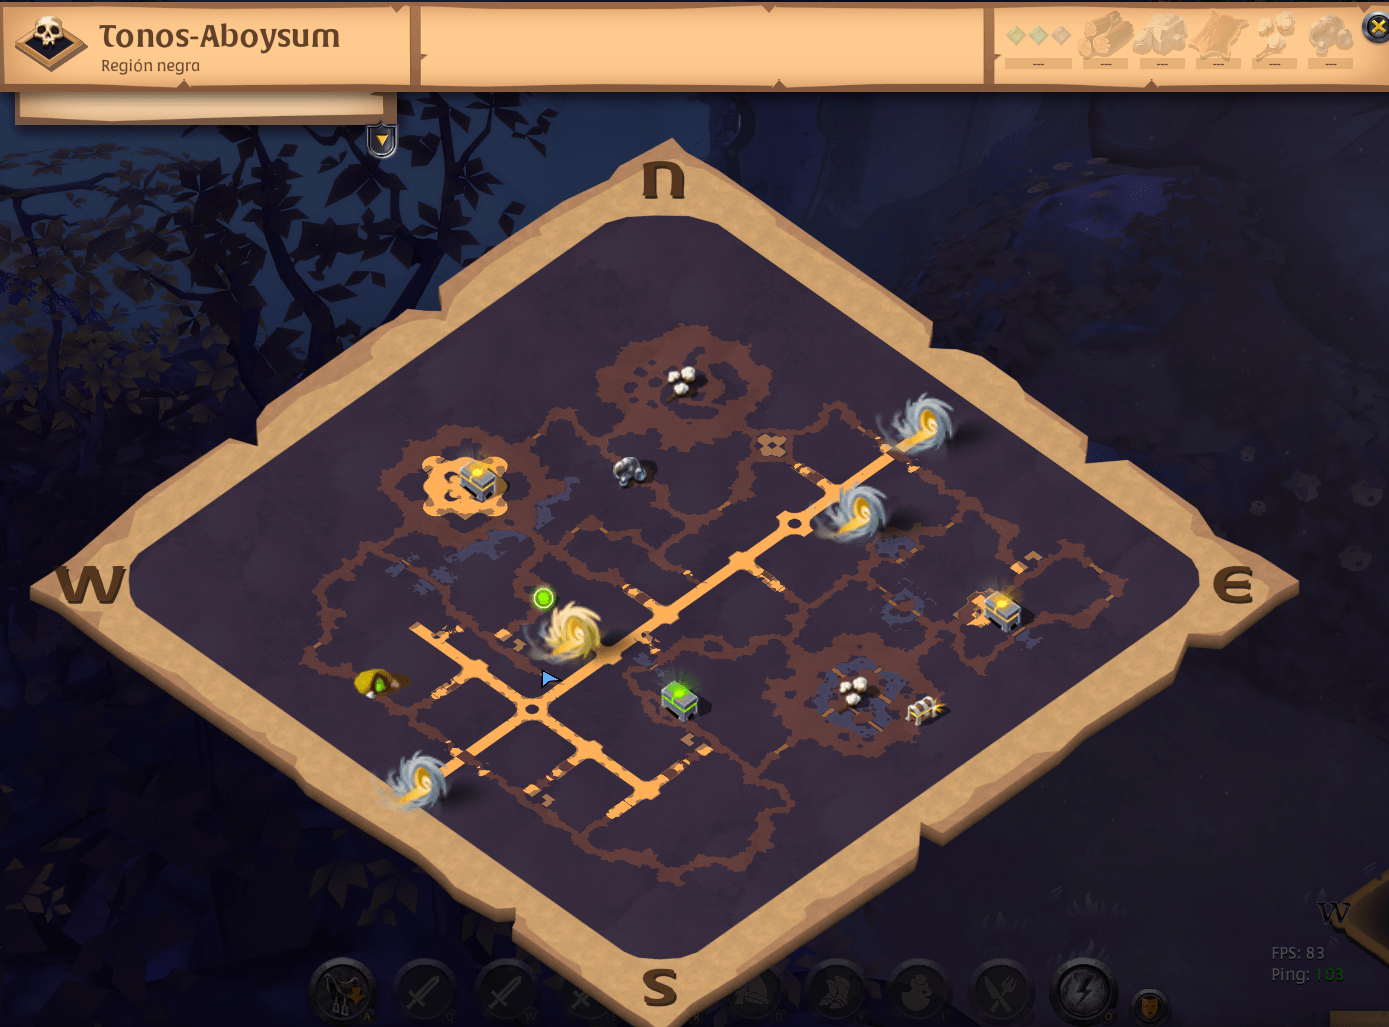 Tonos-Aboysum
Región negra
---
---
---
---
---
---
N
W
E
S
W
FPS: 83
Ping: 103
A
Q
W